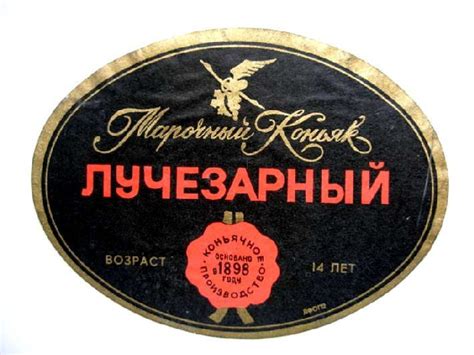 Марочный Коньяк
ЛУЧЕЗАРНЫЙ
КОНЬЯЧНОЕ
ОСНОВАНО
в 1898
ГОДУ
ПРОИЗВОДСТВО
ВОЗРАСТ 14 ЛЕТ